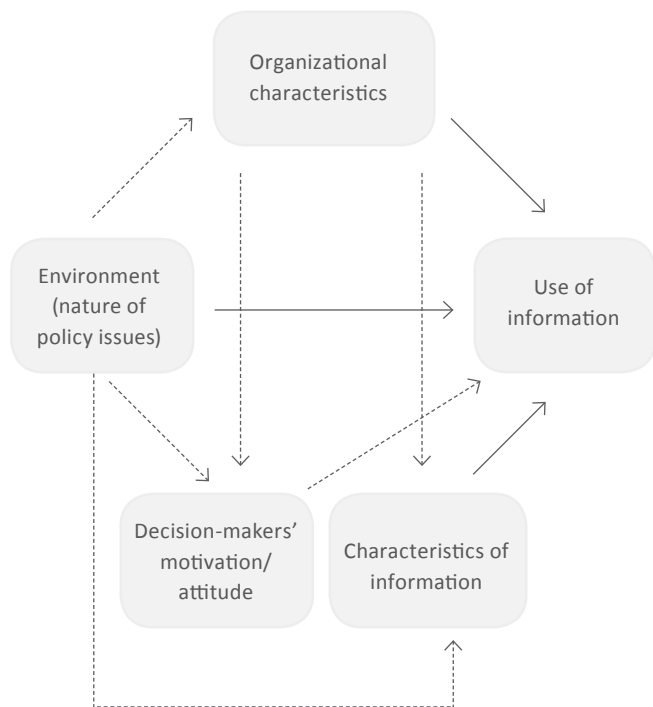 Organizational
characteristics
Environment
(nature of
policy issues)
Use of
information
Decision-makers’
motivation/
attitude
Characteristics of
information